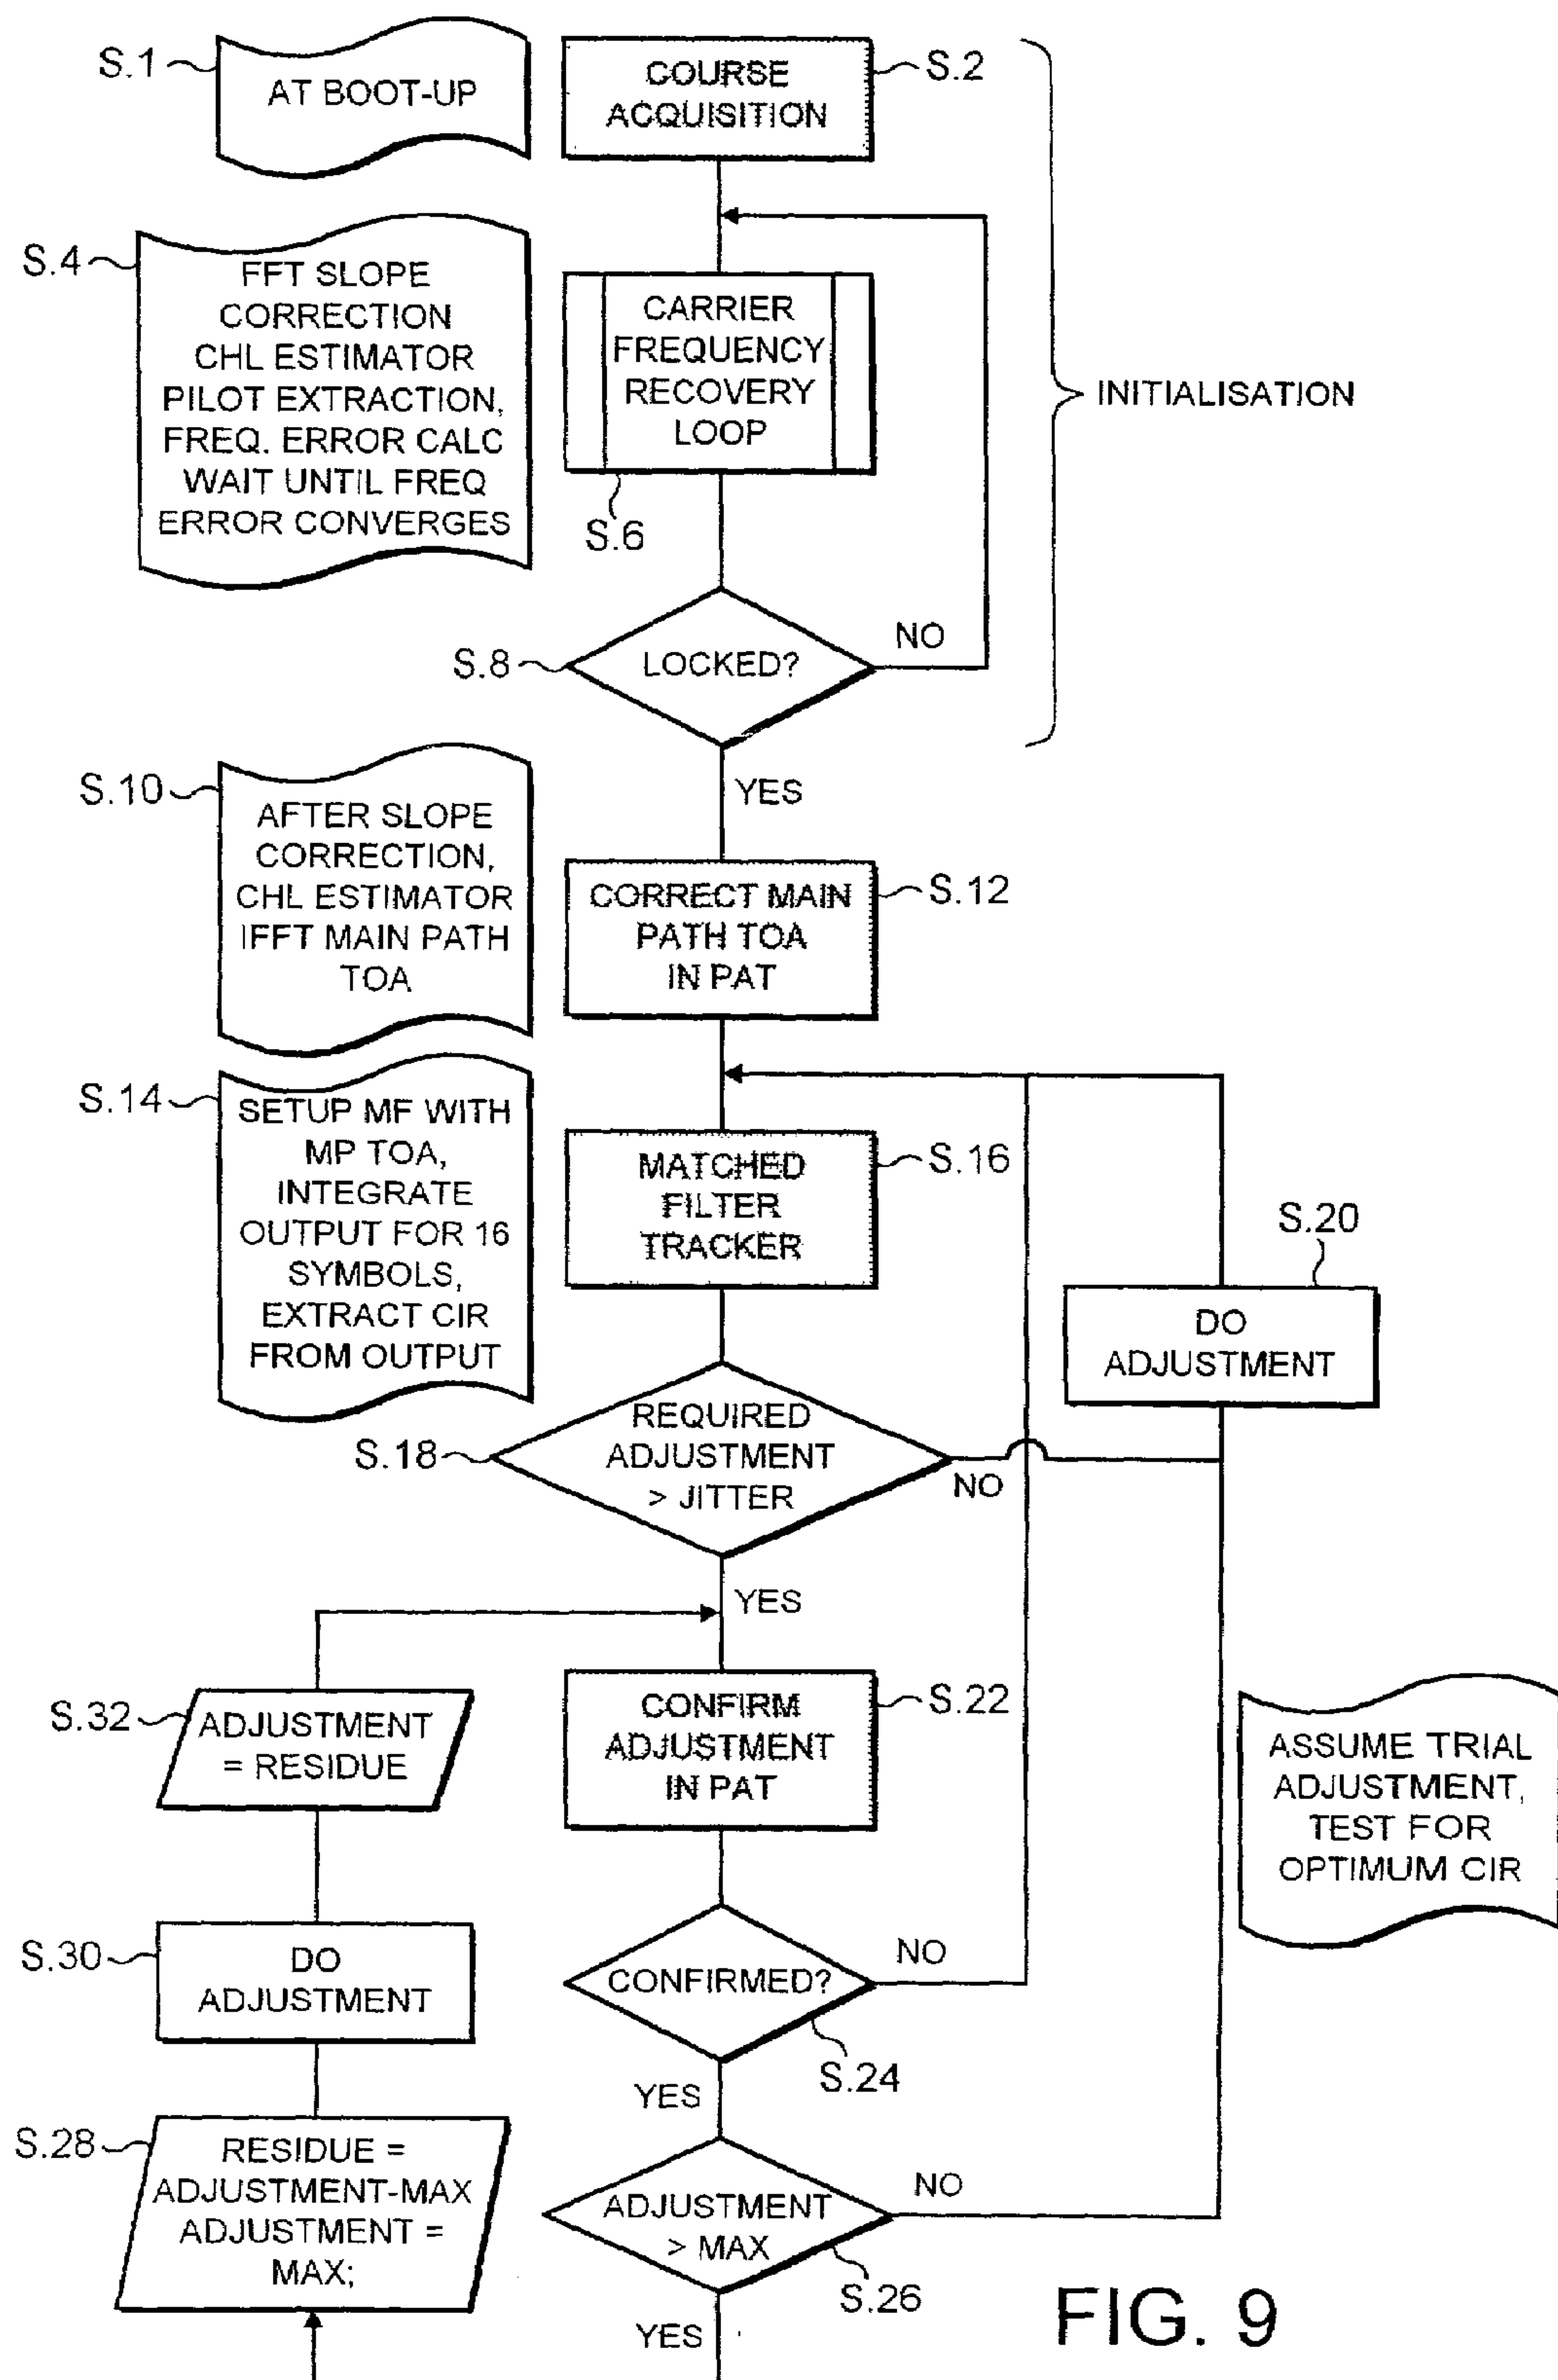 S.1
AT BOOT-UP
COURSE
ACQUISITION
S.2
S.4
FFT SLOPE
CORRECTION
CHL ESTIMATOR
PILOT EXTRACTION,
FREQ. ERROR CALC
WAIT UNTIL FREQ
ERROR CONVERGES
CARRIER
FREQUENCY
RECOVERY
LOOP
S.6
INITIALISATION
S.8
LOCKED?
NO
YES
S.10
AFTER SLOPE
CORRECTION,
CHL ESTIMATOR
IFFT MAIN PATH
TOA
CORRECT MAIN
PATH TOA
IN PAT
S.12
S.14
SETUP MF WITH
MP TOA,
INTEGRATE
OUTPUT FOR 16
SYMBOLS,
EXTRACT CIR
FROM OUTPUT
MATCHED
FILTER
TRACKER
S.16
S.20
DO
ADJUSTMENT
S.18
REQUIRED
ADJUSTMENT
> JITTER
NO
YES
S.32
ADJUSTMENT
= RESIDUE
CONFIRM
ADJUSTMENT
IN PAT
S.22
ASSUME TRIAL
ADJUSTMENT,
TEST FOR
OPTIMUM CIR
S.30
DO
ADJUSTMENT
CONFIRMED?
NO
S.24
YES
S.28
RESIDUE =
ADJUSTMENT-MAX
ADJUSTMENT =
MAX;
ADJUSTMENT
> MAX
NO
S.26
YES
FIG. 9